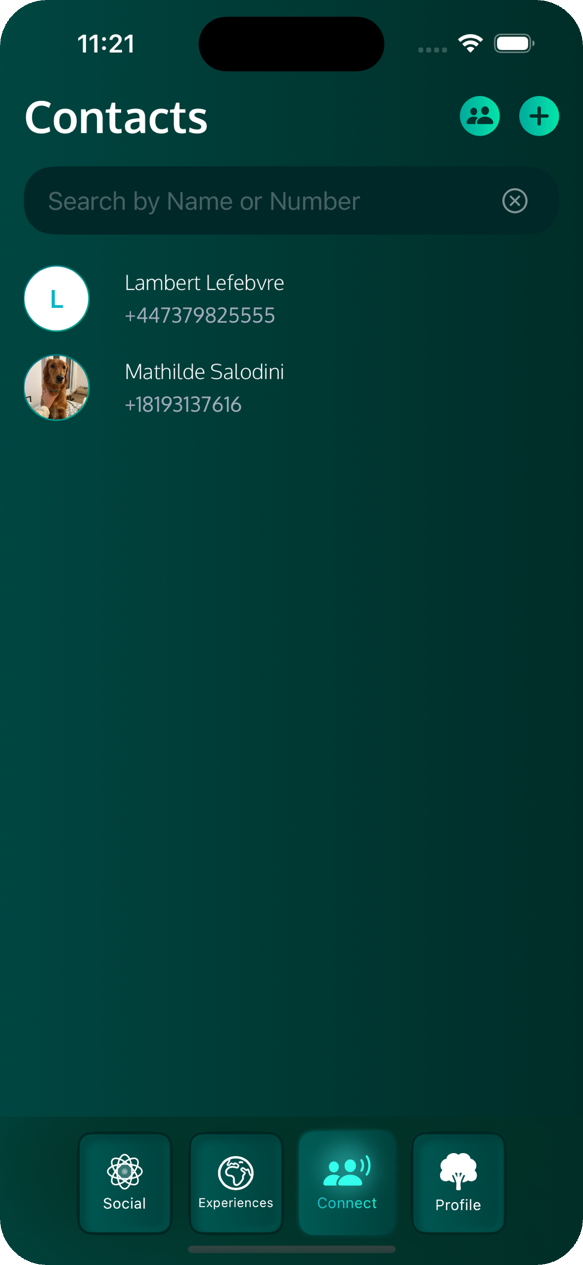 11:21
Contacts
Search by Name or Number
L
Lambert Lefebvre
+447379825555
Mathilde Salodini
+18193137616
Social
Experiences
Connect
Profile